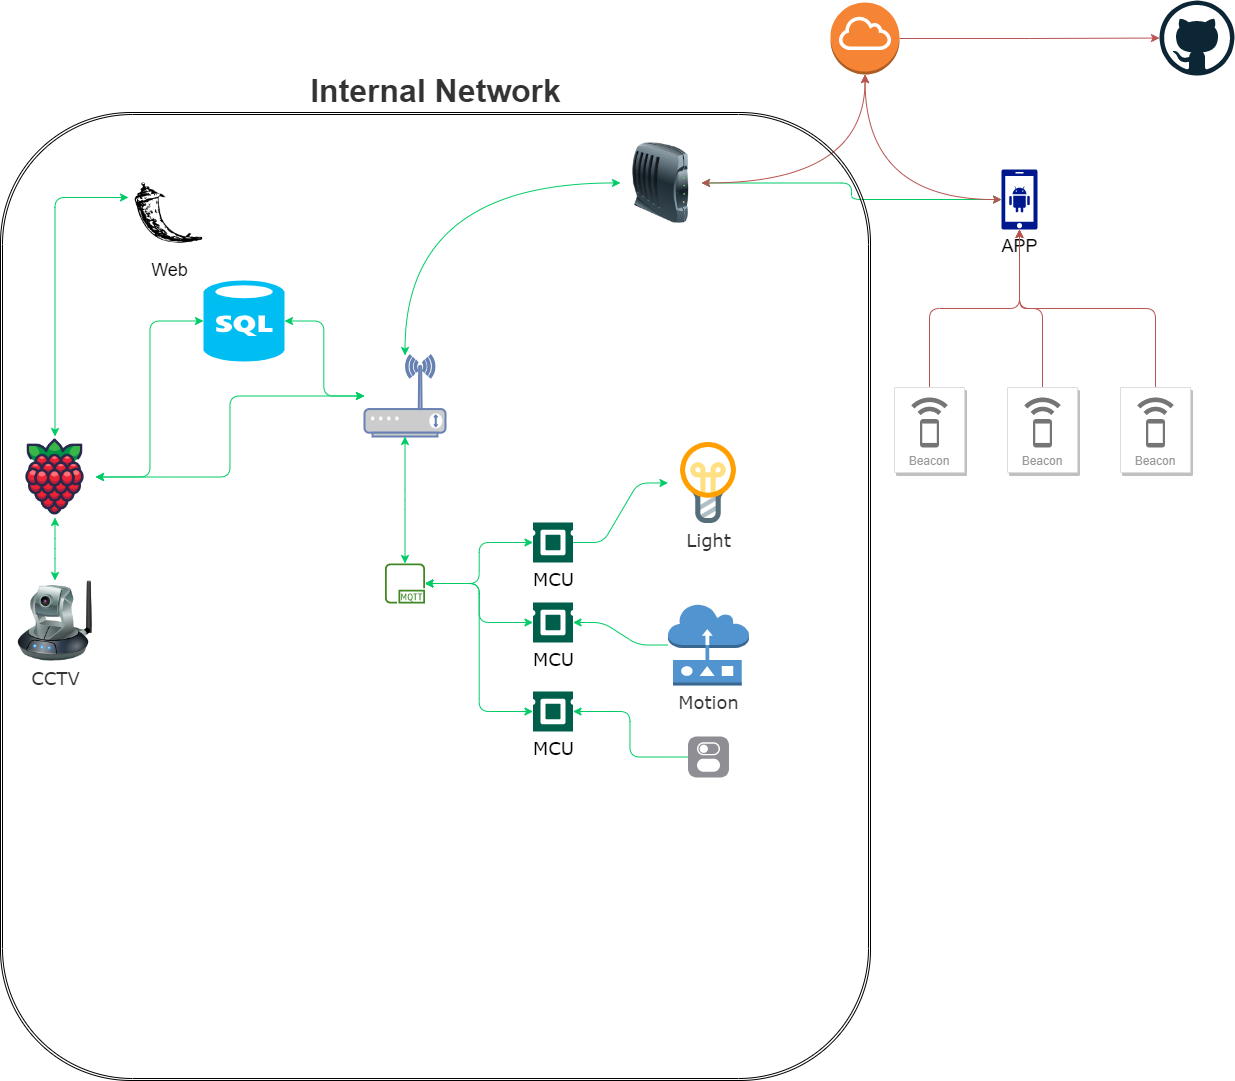 Internal Network
Web
SQL
APP
Beacon
Beacon
Beacon
Light
MCU
MQTT
MCU
CCTV
Motion
MCU